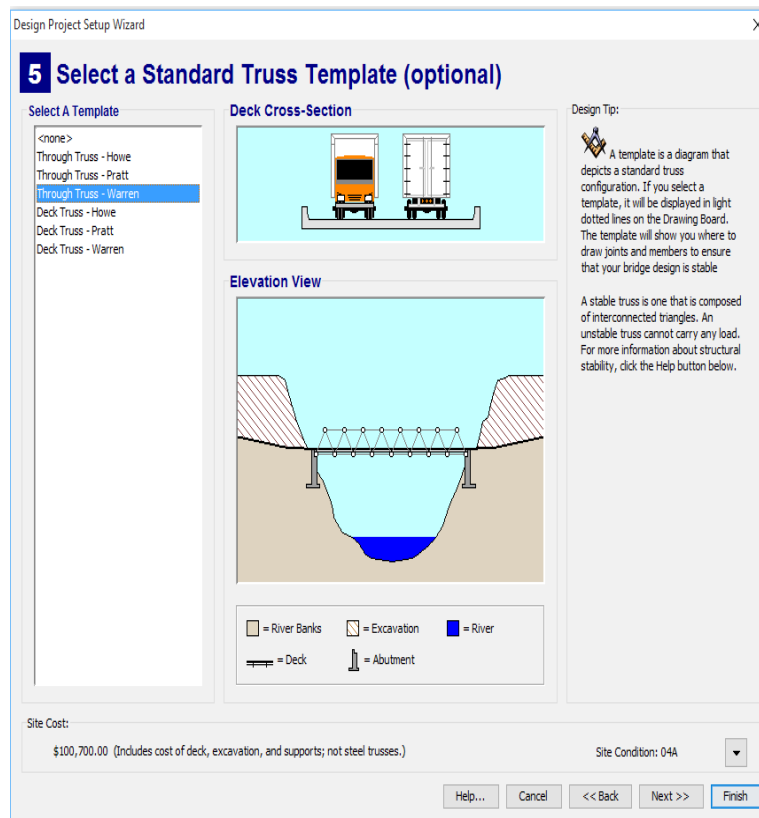 Design Project Setup Wizard
5 Select a Standard Truss Template (optional)
Select A Template
<none>
Through Truss - Howe
Through Truss - Pratt
Through Truss - Warren
Deck Truss - Howe
Deck Truss - Pratt
Deck Truss - Warren
Deck Cross-Section
Elevation View
= River Banks
= Excavation
= River
= Deck
= Abutment
Design Tip:
A template is a diagram that
depicts a standard truss
configuration. If you select a
template, it will be displayed in light
dotted lines on the Drawing Board.
The template will show you where to
draw joints and members to ensure
that your bridge design is stable
A stable truss is one that is composed
of interconnected triangles. An
unstable truss cannot carry any load.
For more information about structural
stability, click the Help button below.
Site Cost:
$100,700.00 (Includes cost of deck, excavation, and supports; not steel trusses.)
Site Condition: 04A
Help...
Cancel
<< Back
Next >>
Finish